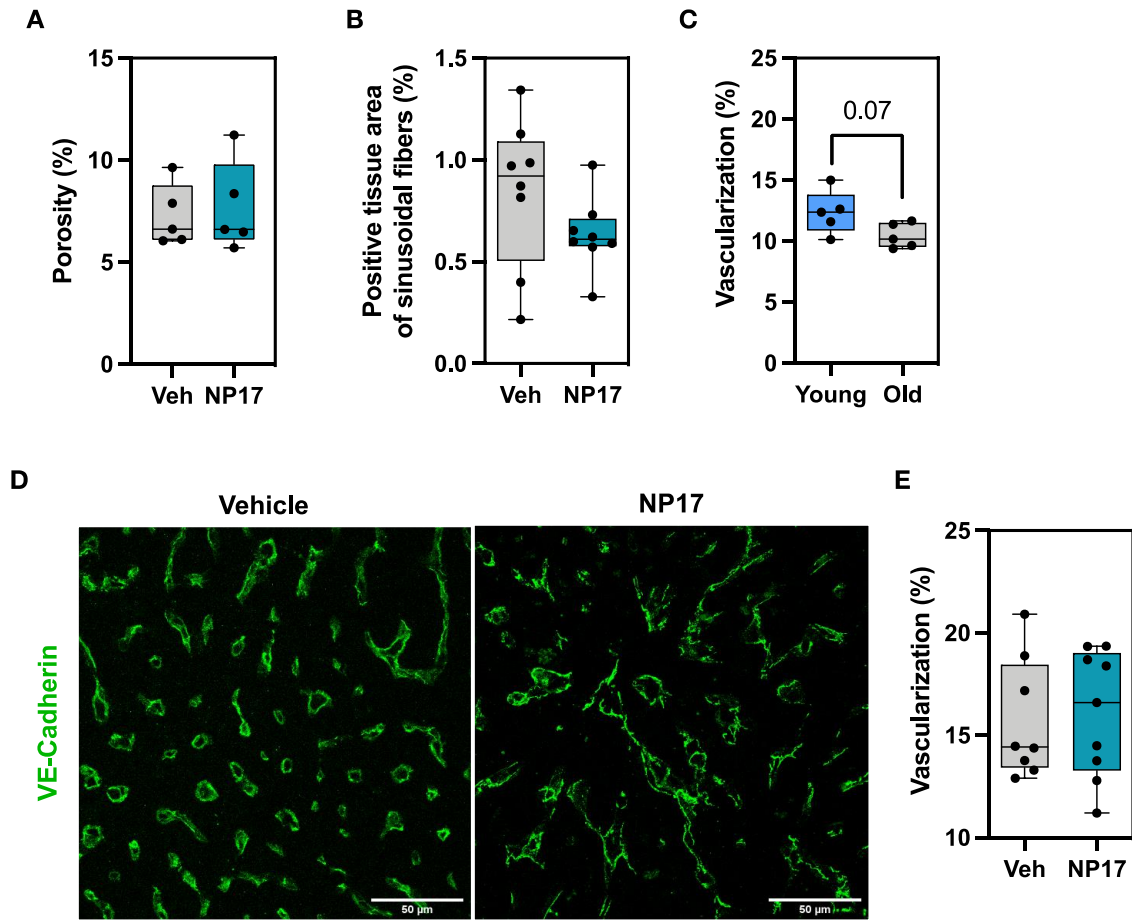 A
Porosity (%)
15
10
5
0
Veh NP17
B
Positive tissue area
of sinusoidal fibers (%)
1.5
1.0
0.5
0.0
Veh NP17
C
Vascularization (%)
25
20
15
10
5
0
0.07
Young Old
D
Vehicle
NP17
VE-Cadherin
50 µm
50 µm
E
Vascularization (%)
25
20
15
10
Veh NP17